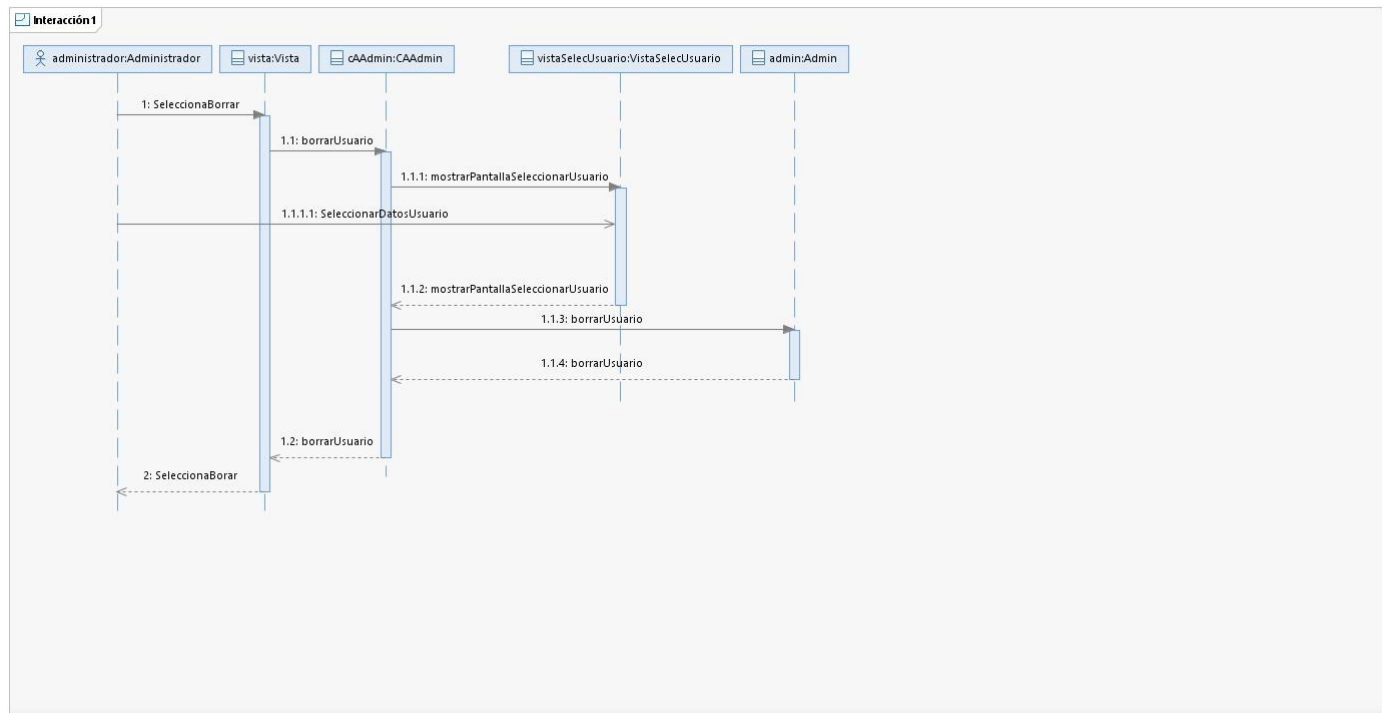 Interacción1
administrador:Administrador
vista:Vista
cAAdmin:CAAdmin
vistaSelecUsuario:VistaSelecUsuario
admin:Admin
1: SeleccionaBorrar
1.1: borrarUsuario
1.1.1: mostrarPantallaSeleccionarUsuario
1.1.1.1: SeleccionarDatosUsuario
1.1.2: mostrarPantallaSeleccionarUsuario
1.1.3: borrarUsuario
1.1.4: borrarUsuario
1.2: borrarUsuario
2: SeleccionaBorar